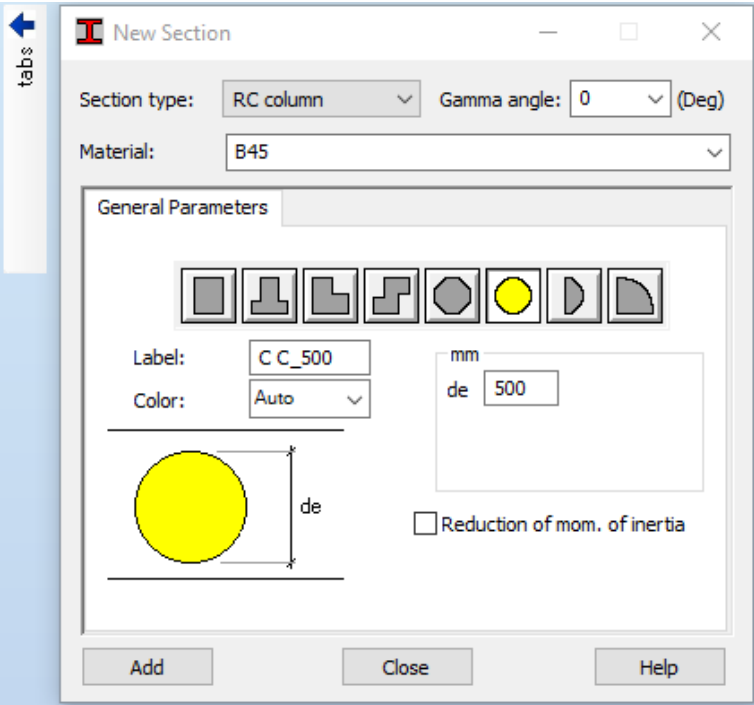 tabs
New Section
Section type: RC column Gamma angle: 0 (Deg)
Material: B45
General Parameters
Label: C C_500 mm
de 500
Color: Auto
de
Reduction of mom. of inertia
Add Close Help